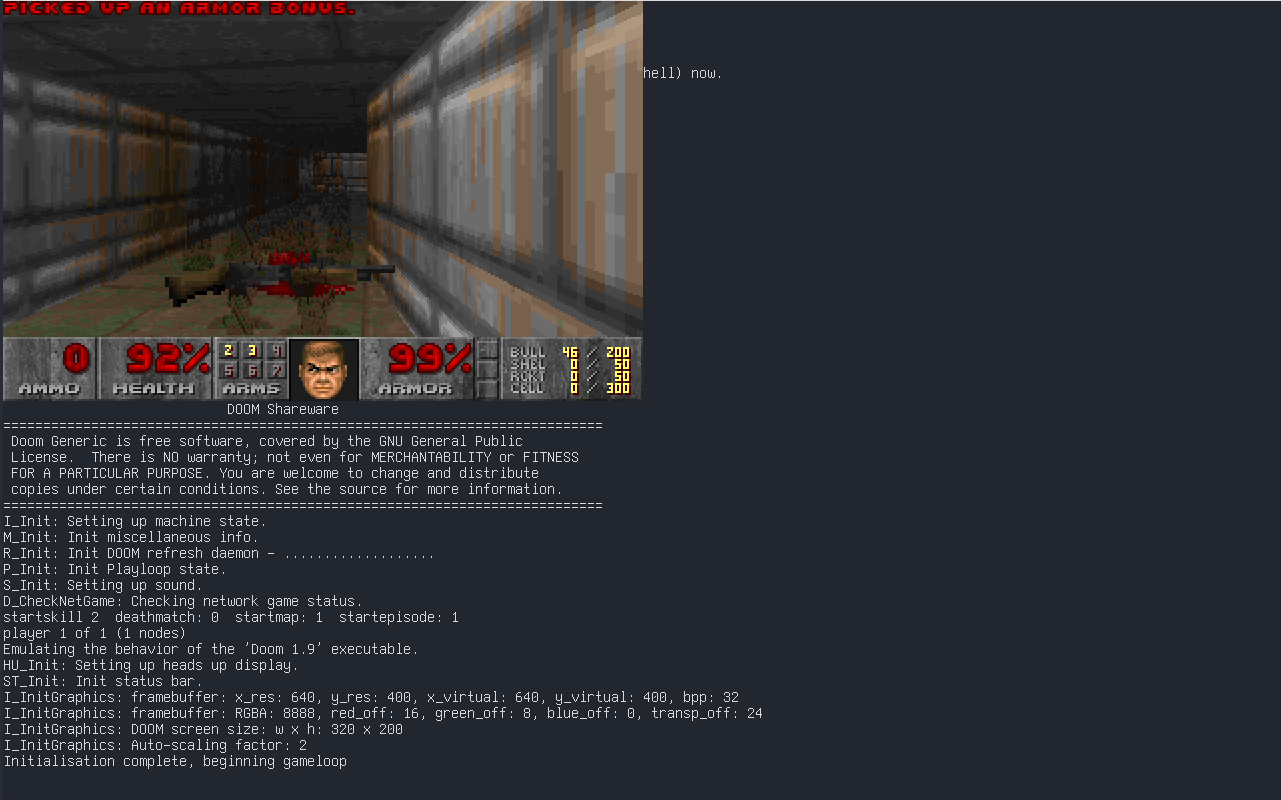 PICKED UP AN ARMOR BONUS.
hell) now.
0 92% 2 3 4 99% BULL 46 / 200
5 6 7 SHEL 0 / 50
RCKT 0 / 50
AMMO HEALTH ARMS ARMOR CELL 0 / 300
DOOM Shareware
===========================================================================
Doom Generic is free software, covered by the GNU General Public
License.  There is NO warranty; not even for MERCHANTABILITY or FITNESS
FOR A PARTICULAR PURPOSE. You are welcome to change and distribute
copies under certain conditions. See the source for more information.
===========================================================================
I_Init: Setting up machine state.
M_Init: Init miscellaneous info.
R_Init: Init DOOM refresh daemon - ...................
P_Init: Init Playloop state.
S_Init: Setting up sound.
D_CheckNetGame: Checking network game status.
startskill 2  deathmatch: 0  startmap: 1  startepisode: 1
player 1 of 1 (1 nodes)
Emulating the behavior of the 'Doom 1.9' executable.
HU_Init: Setting up heads up display.
ST_Init: Init status bar.
I_InitGraphics: framebuffer: x_res: 640, y_res: 400, x_virtual: 640, y_virtual: 400, bpp: 32
I_InitGraphics: framebuffer: RGBA: 8888, red_off: 16, green_off: 8, blue_off: 0, transp_off: 24
I_InitGraphics: DOOM screen size: w x h: 320 x 200
I_InitGraphics: Auto-scaling factor: 2
Initialisation complete, beginning gameloop